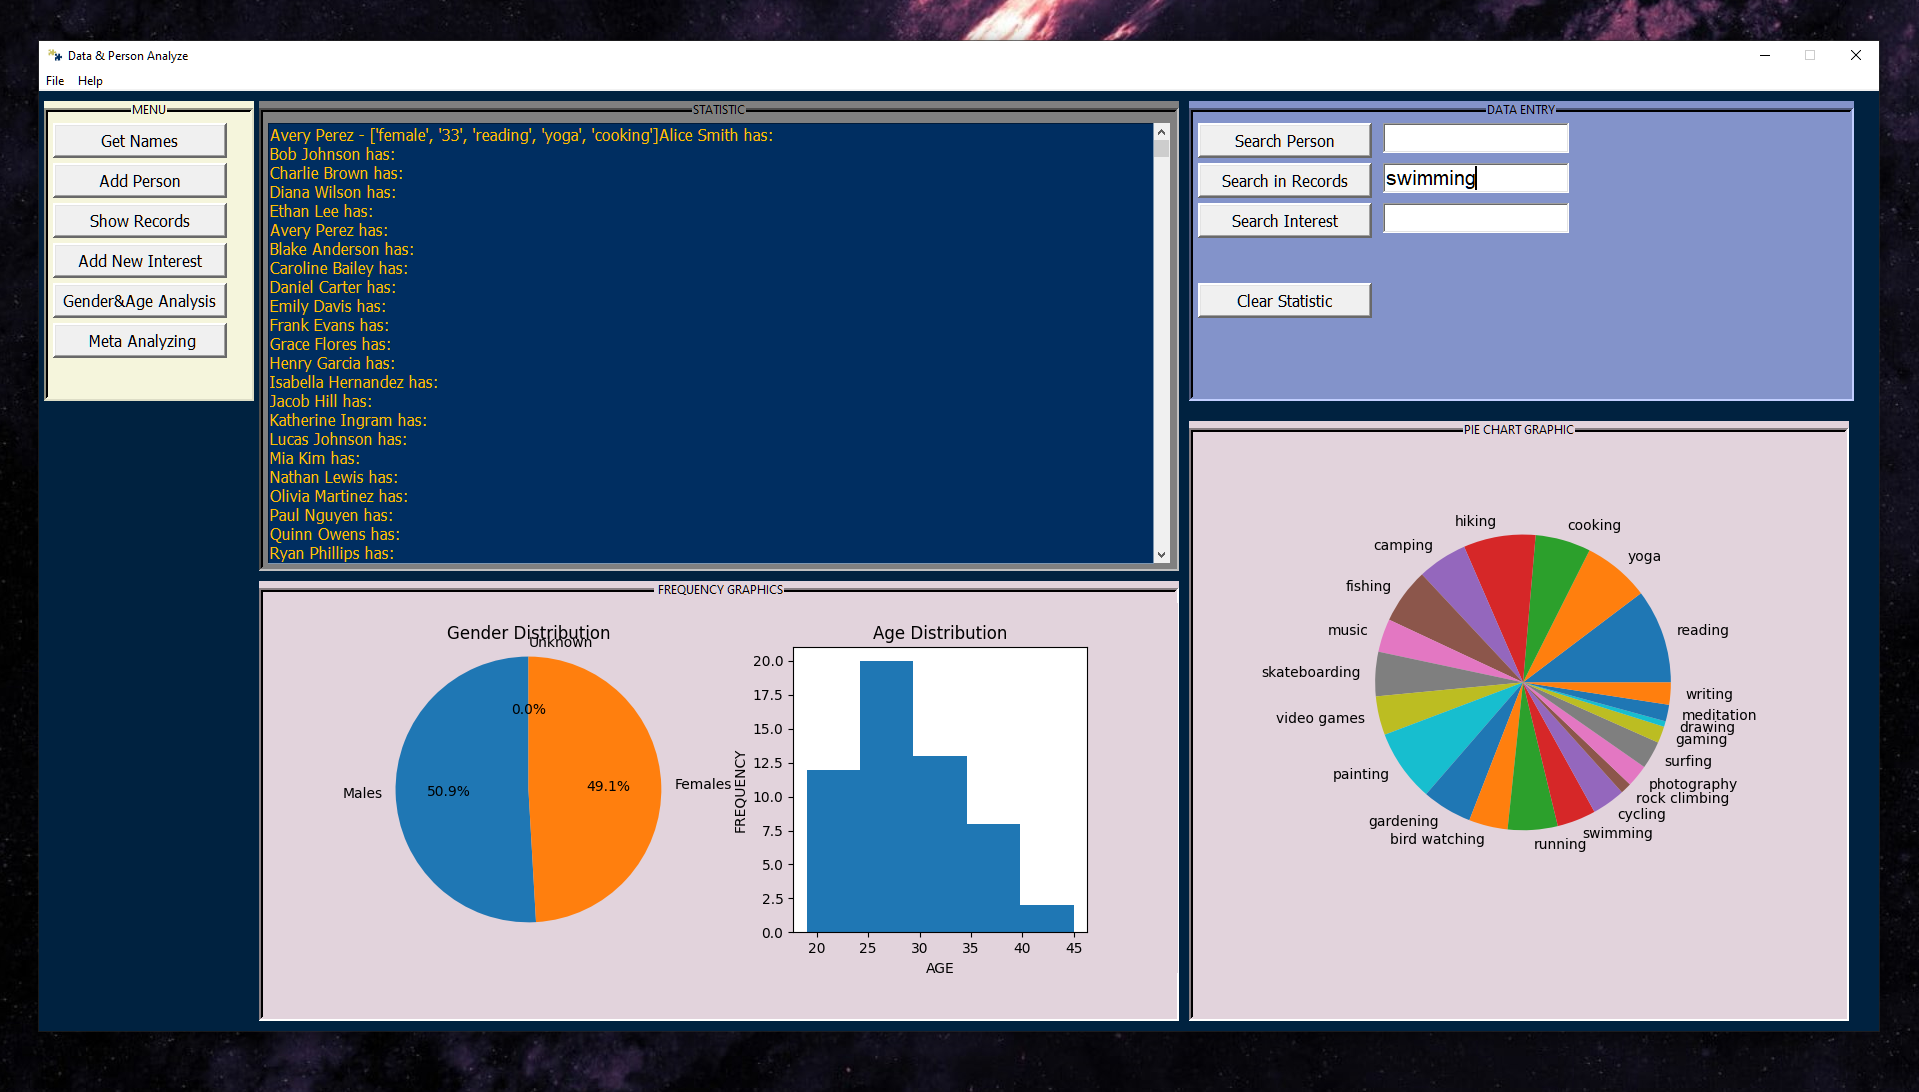 Data & Person Analyze
File Help
MENU
Get Names
Add Person
Show Records
Add New Interest
Gender&Age Analysis
Meta Analyzing
STATISTIC
Avery Perez - ['female', '33', 'reading', 'yoga', 'cooking']Alice Smith has:
Bob Johnson has:
Charlie Brown has:
Diana Wilson has:
Ethan Lee has:
Avery Perez has:
Blake Anderson has:
Caroline Bailey has:
Daniel Carter has:
Emily Davis has:
Frank Evans has:
Grace Flores has:
Henry Garcia has:
Isabella Hernandez has:
Jacob Hill has:
Katherine Ingram has:
Lucas Johnson has:
Mia Kim has:
Nathan Lewis has:
Olivia Martinez has:
Paul Nguyen has:
Quinn Owens has:
Ryan Phillips has:
DATA ENTRY
Search Person
Search in Records swimming
Search Interest
Clear Statistic
FREQUENCY GRAPHICS
Gender Distribution
Unknown
0.0%
Males
50.9%
49.1%
Females
Age Distribution
FREQUENCY
20.0
17.5
15.0
12.5
10.0
7.5
5.0
2.5
0.0
20 25 30 35 40 45
AGE
PIE CHART GRAPHIC
hiking
cooking
camping
yoga
fishing
music
reading
skateboarding
writing
video games
meditation
drawing
gaming
surfing
painting
photography
rock climbing
cycling
gardening
swimming
bird watching
running